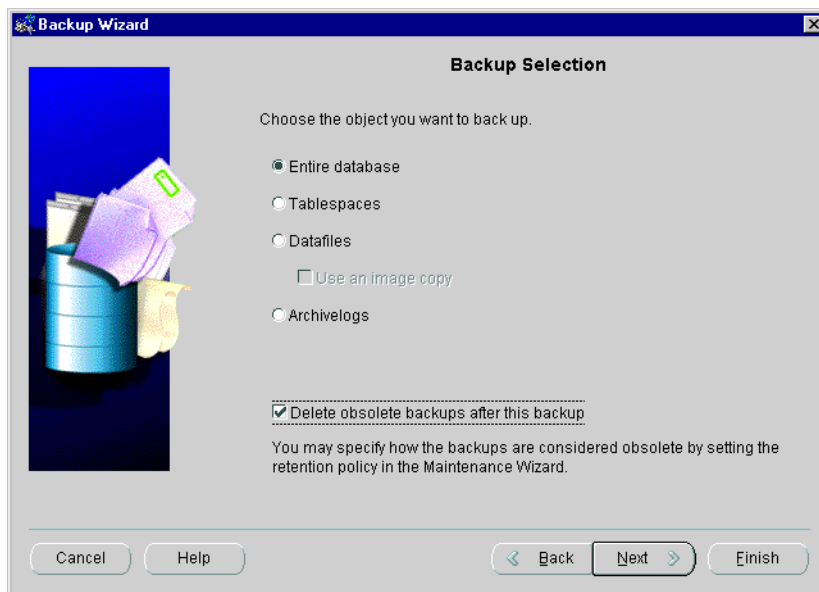 Backup Wizard
Backup Selection
Choose the object you want to back up.
Entire database
Tablespaces
Datafiles
Use an image copy
Archivelogs
Delete obsolete backups after this backup
You may specify how the backups are considered obsolete by setting the
retention policy in the Maintenance Wizard.
Cancel
Help
Back
Next
Finish